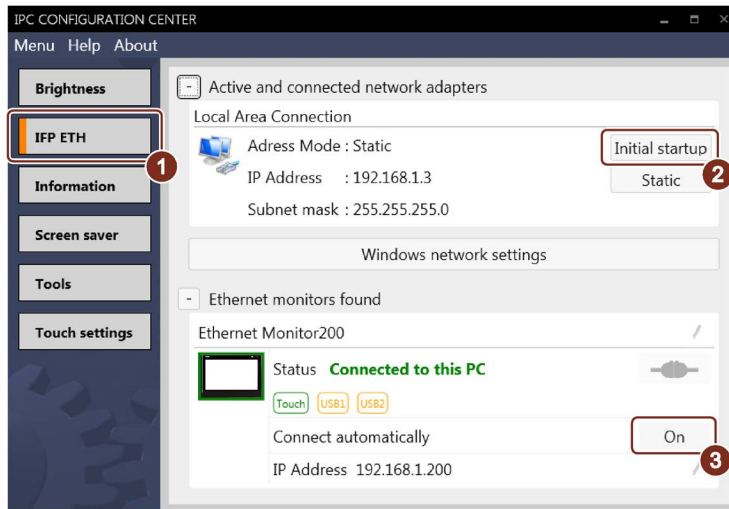 IPC CONFIGURATION CENTER
Menu Help About
Brightness
IFP ETH
1
Information
Screen saver
Tools
Touch settings
- Active and connected network adapters
Local Area Connection
Adress Mode : Static
Initial startup
2
IP Address : 192.168.1.3
Static
Subnet mask : 255.255.255.0
Windows network settings
- Ethernet monitors found
Ethernet Monitor200
Status Connected to this PC
Touch USB1 USB2
Connect automatically
On
3
IP Address 192.168.1.200